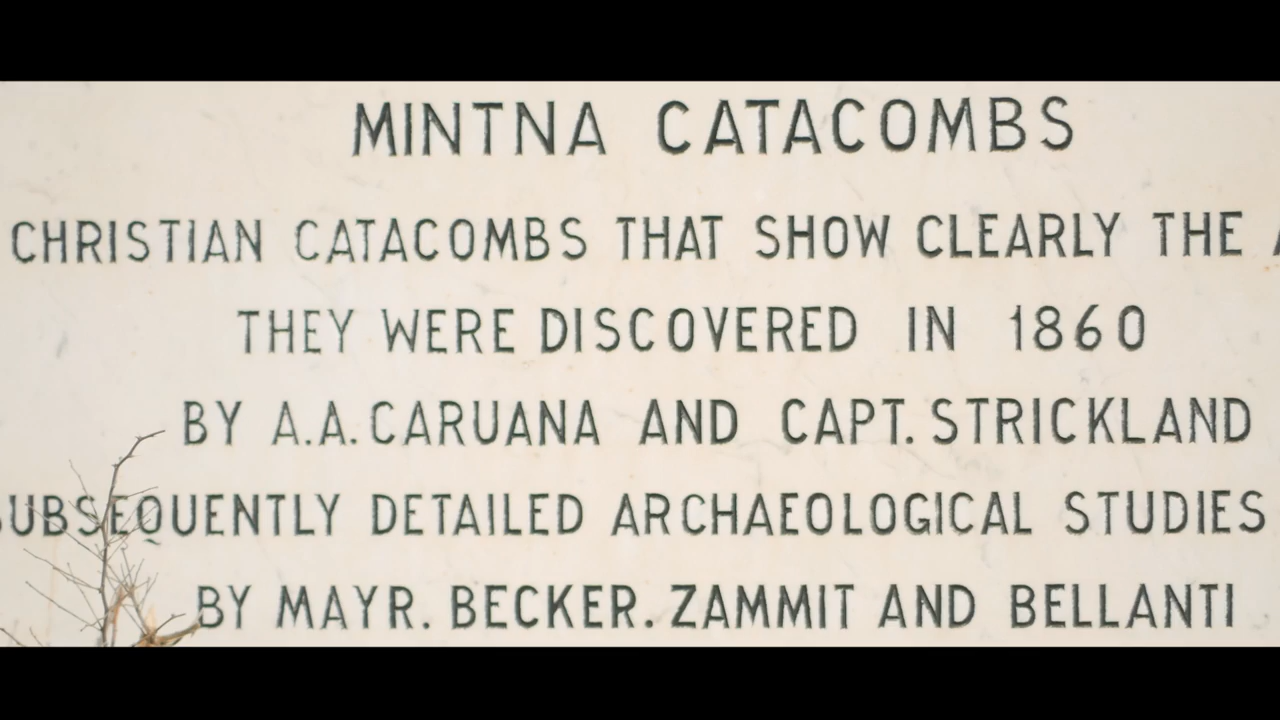 MINTNA CATACOMBS
CHRISTIAN CATACOMBS THAT SHOW CLEARLY THE
THEY WERE DISCOVERED IN 1860
BY A.A. CARUANA AND CAPT. STRICKLAND
SUBSEQUENTLY DETAILED ARCHAEOLOGICAL STUDIES
BY MAYR. BECKER. ZAMMIT AND BELLANTI